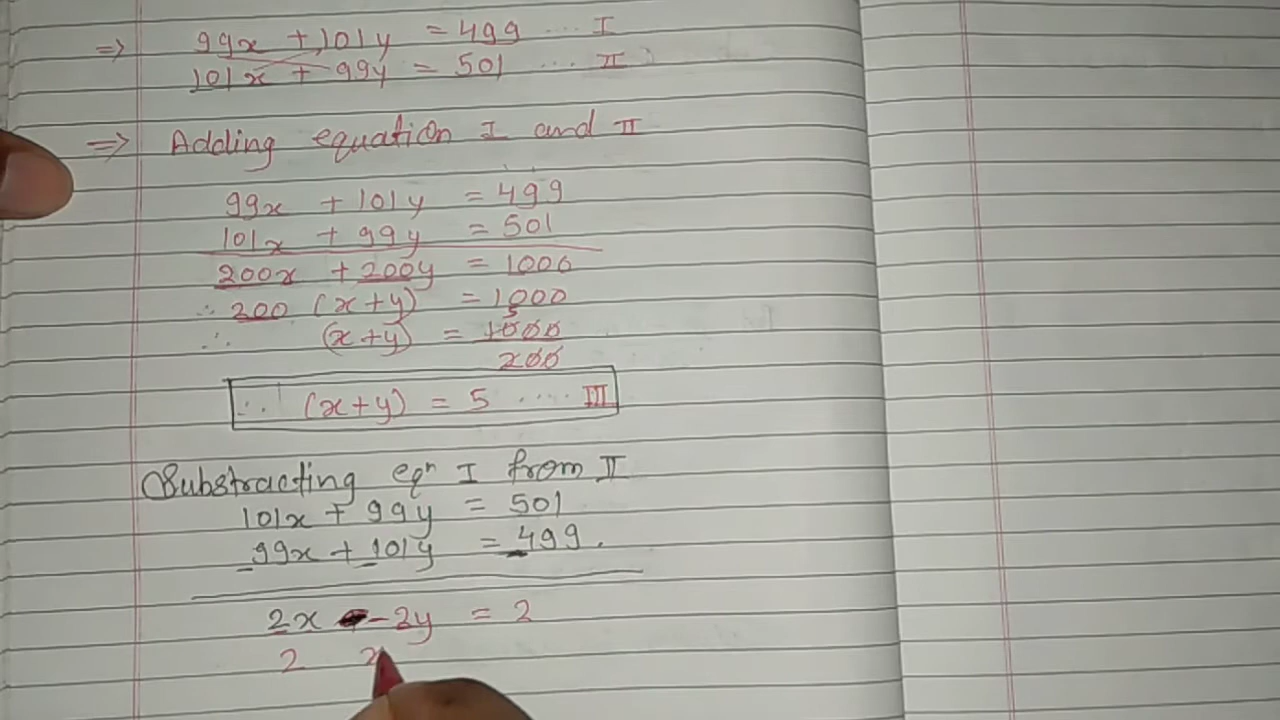 => 99x + 101y = 499 .... I
101x + 99y = 501 ... II
=> Adding equation I and II
99x + 101y = 499
101x + 99y = 501
200x + 200y = 1000
∴ 200 (x+y) = 1000
∴ (x+y) = 1000 5
200
∴ (x+y) = 5 .... III
Substracting eqn I from II
101x + 99y = 501
99x + 101y = 499.
2x - 2y = 2
2